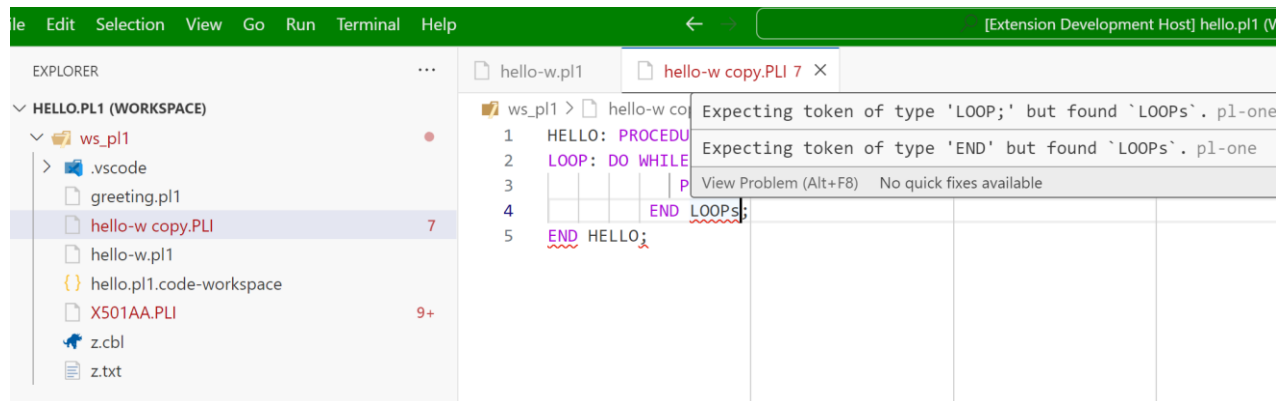 File Edit Selection View Go Run Terminal Help
[Extension Development Host] hello.pl1 (W
EXPLORER
HELLO.PL1 (WORKSPACE)
ws_pl1
.vscode
greeting.pl1
hello-w copy.PLI 7
hello-w.pl1
hello.pl1.code-workspace
X501AA.PLI 9+
z.cbl
z.txt
hello-w.pl1
hello-w copy.PLI 7
ws_pl1 > hello-w co
1 HELLO: PROCEDU
2 LOOP: DO WHILE
3 P
4 END LOOPs;
5 END HELLO;
Expecting token of type 'LOOP;' but found `LOOPs`. pl-one
Expecting token of type 'END' but found `LOOPs`. pl-one
View Problem (Alt+F8) No quick fixes available